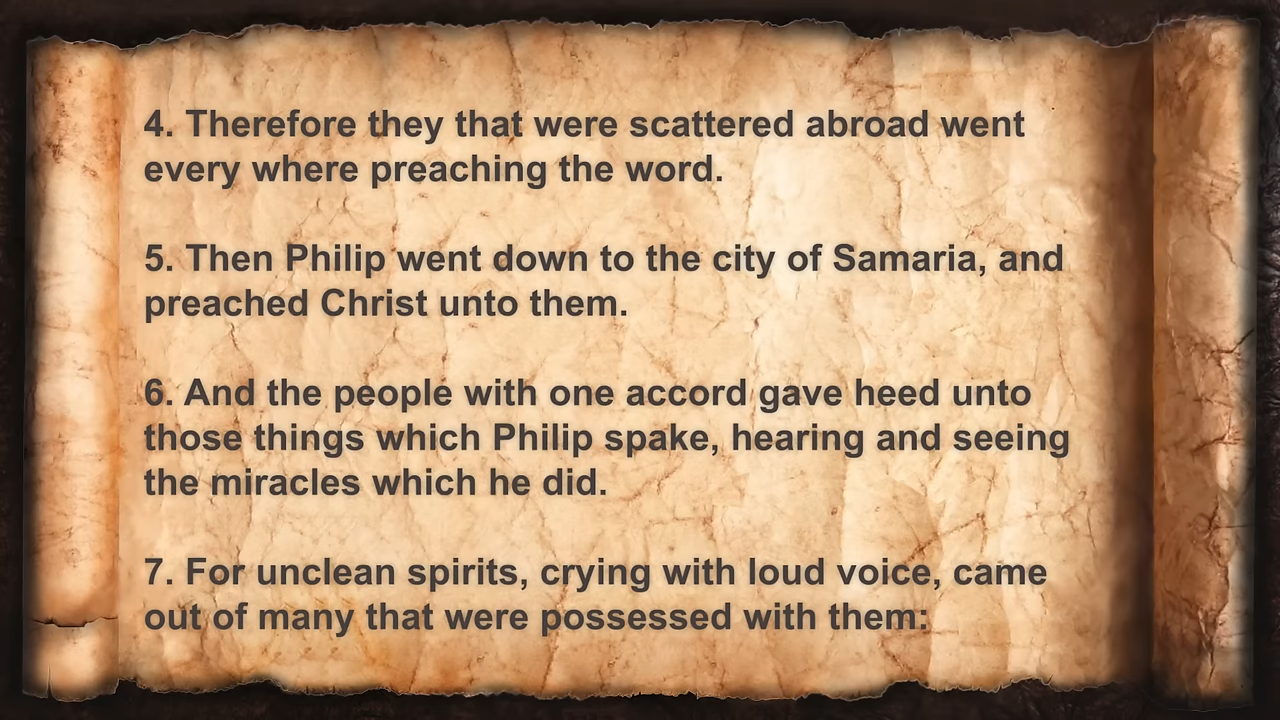 4. Therefore they that were scattered abroad went
every where preaching the word.
5. Then Philip went down to the city of Samaria, and
preached Christ unto them.
6. And the people with one accord gave heed unto
those things which Philip spake, hearing and seeing
the miracles which he did.
7. For unclean spirits, crying with loud voice, came
out of many that were possessed with them: